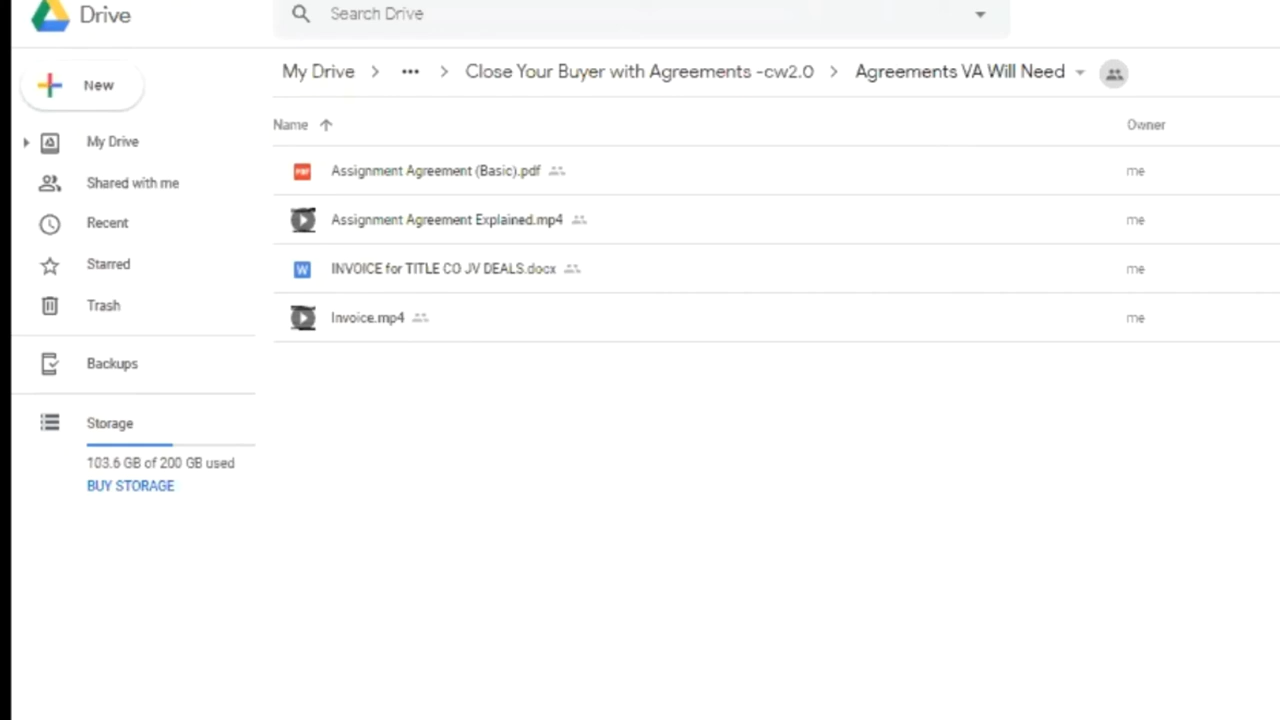 Drive
Search Drive
New
My Drive
Shared with me
Recent
Starred
Trash
Backups
Storage
103.6 GB of 200 GB used
BUY STORAGE
My Drive > ••• > Close Your Buyer with Agreements -cw2.0 > Agreements VA Will Need
Name Owner
PDF Assignment Agreement (Basic).pdf me
Assignment Agreement Explained.mp4 me
W INVOICE for TITLE CO JV DEALS.docx me
Invoice.mp4 me